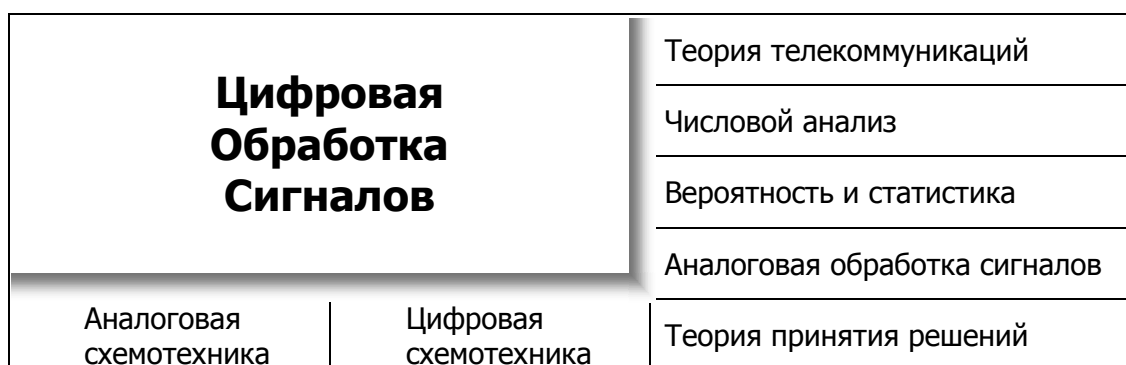 Цифровая
Обработка
Сигналов
Теория телекоммуникаций
Числовой анализ
Вероятность и статистика
Аналоговая обработка сигналов
Теория принятия решений
Аналоговая
схемотехника
Цифровая
схемотехника